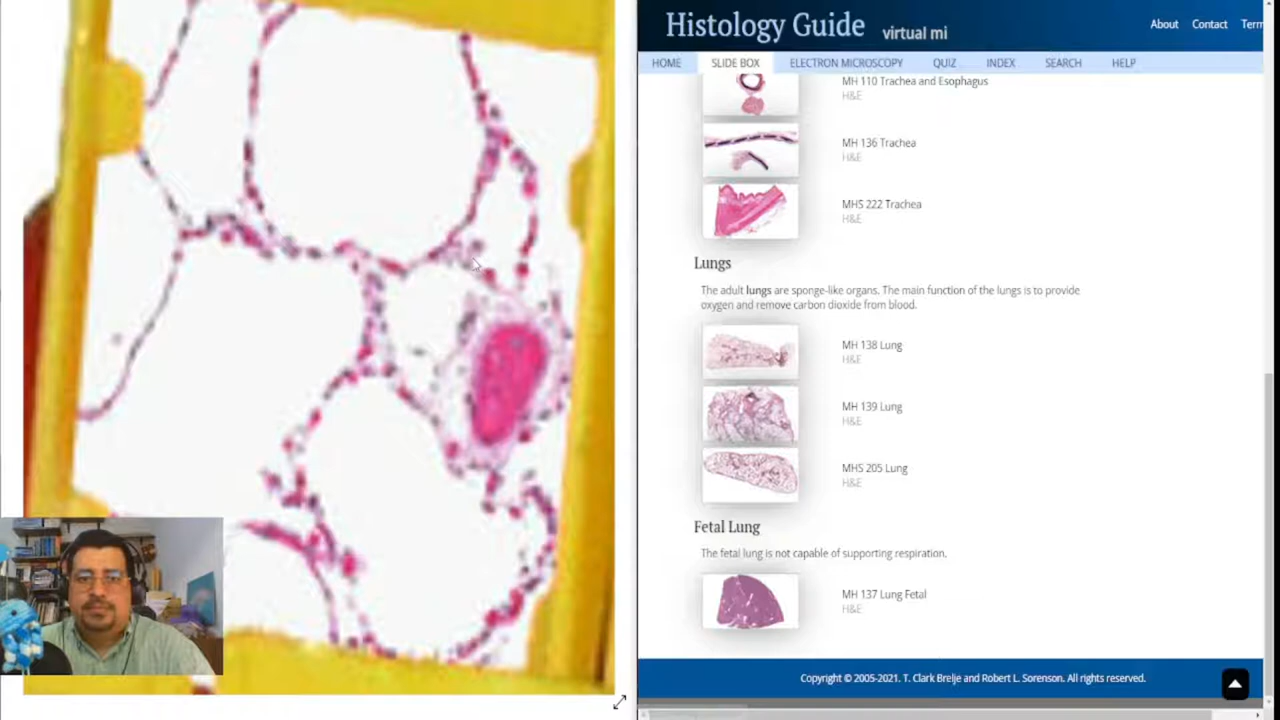 Histology Guide virtual mi
About Contact Term
HOME SLIDE BOX ELECTRON MICROSCOPY QUIZ INDEX SEARCH HELP
MH 110 Trachea and Esophagus
H&E
MH 136 Trachea
H&E
MHS 222 Trachea
H&E
Lungs
The adult lungs are sponge-like organs. The main function of the lungs is to provide
oxygen and remove carbon dioxide from blood.
MH 138 Lung
H&E
MH 139 Lung
H&E
MHS 205 Lung
H&E
Fetal Lung
The fetal lung is not capable of supporting respiration.
MH 137 Lung Fetal
H&E
Copyright © 2005-2021. T. Clark Brelje and Robert L. Sorenson. All rights reserved.